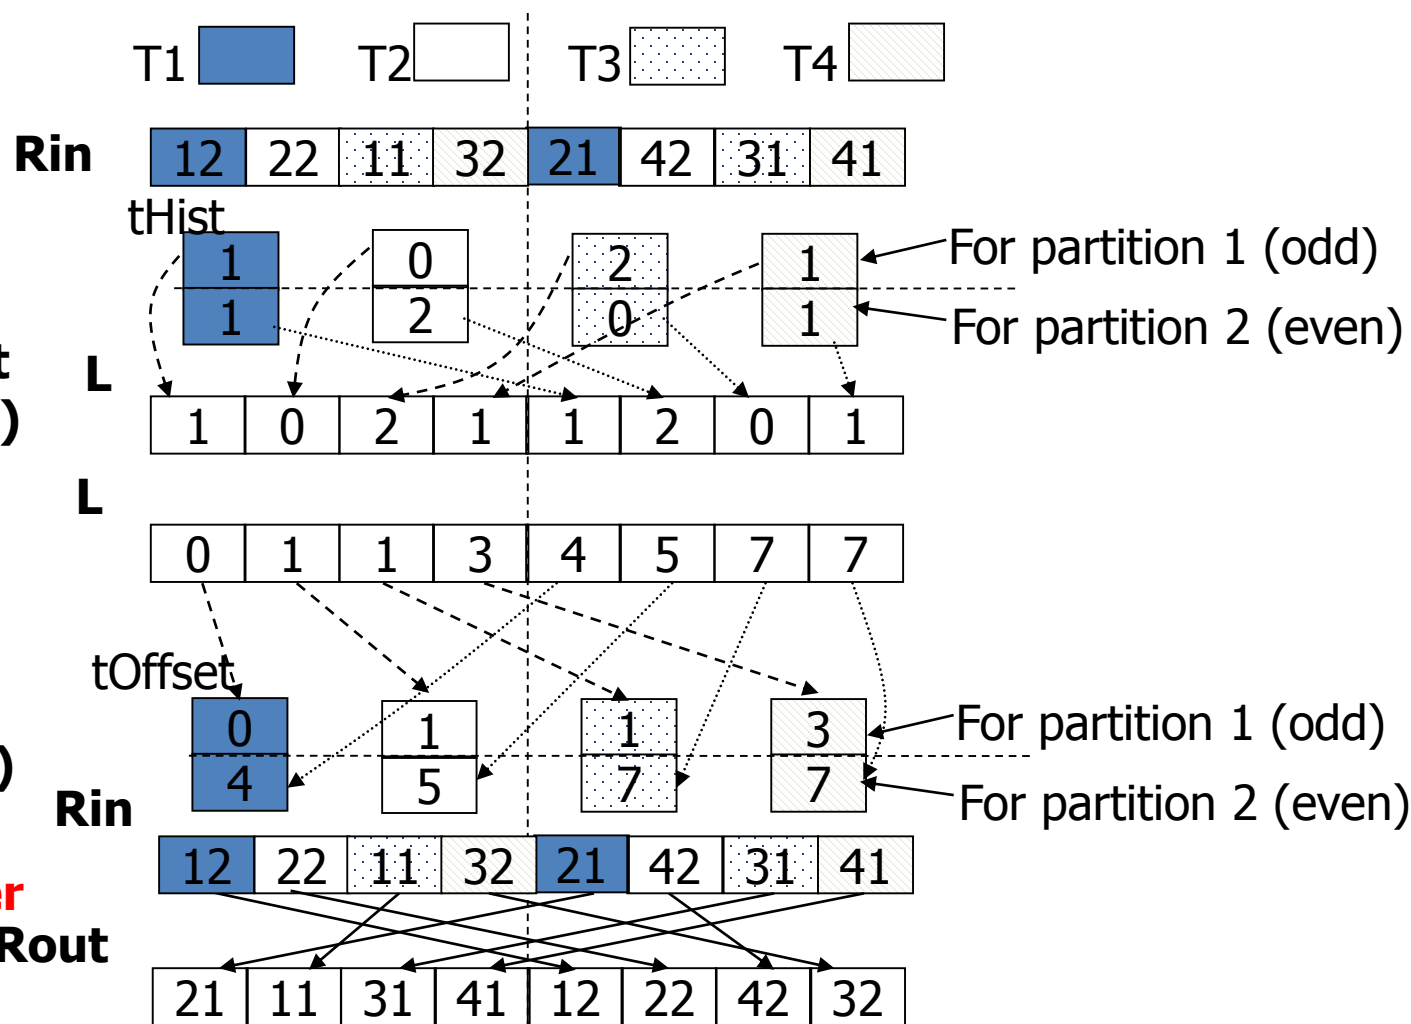 T1 T2 T3 T4
Rin 12 22 11 32 21 42 31 41
tHist
1 0 2 1 For partition 1 (odd)
1 2 0 1 For partition 2 (even)
t
L
)
1 0 2 1 1 2 0 1
L
0 1 1 3 4 5 7 7
tOffset
0 1 1 3 For partition 1 (odd)
)
4 5 7 7 For partition 2 (even)
Rin
12 22 11 32 21 42 31 41
er
Rout
21 11 31 41 12 22 42 32